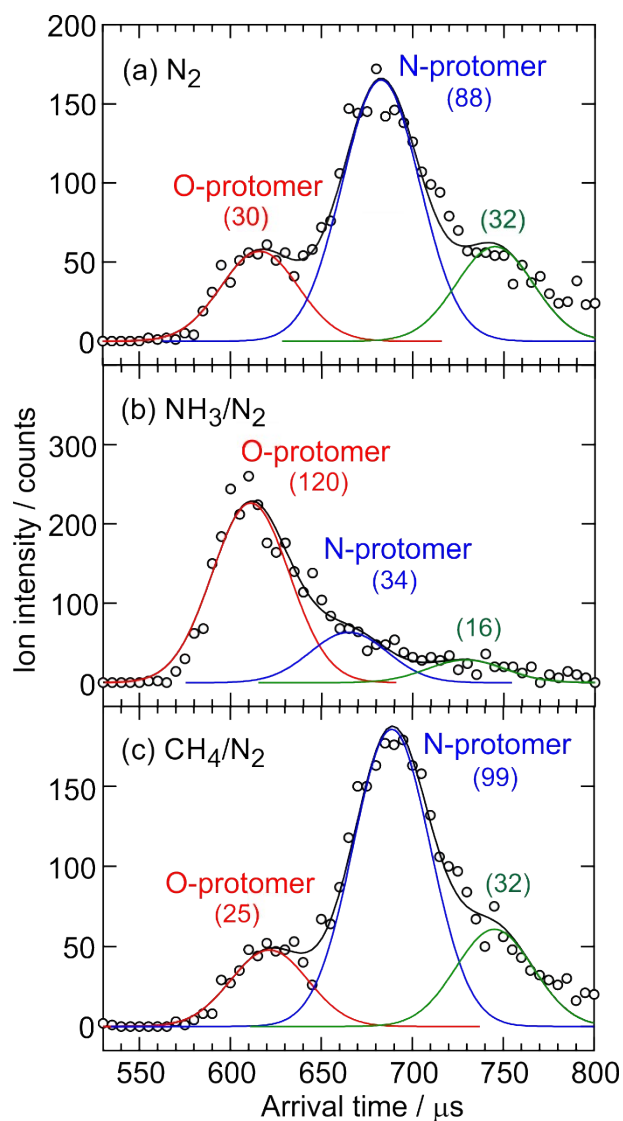 200
(a) N2
N-protomer
(88)
150
O-protomer
(30)
(32)
100
50
0
(b) NH3/N2
300
O-protomer
(120)
200
N-protomer
(34)
100
(16)
0
(c) CH4/N2
N-protomer
(99)
150
O-protomer
(25)
(32)
100
50
0
Ion intensity / counts
550 600 650 700 750 800
Arrival time / μs